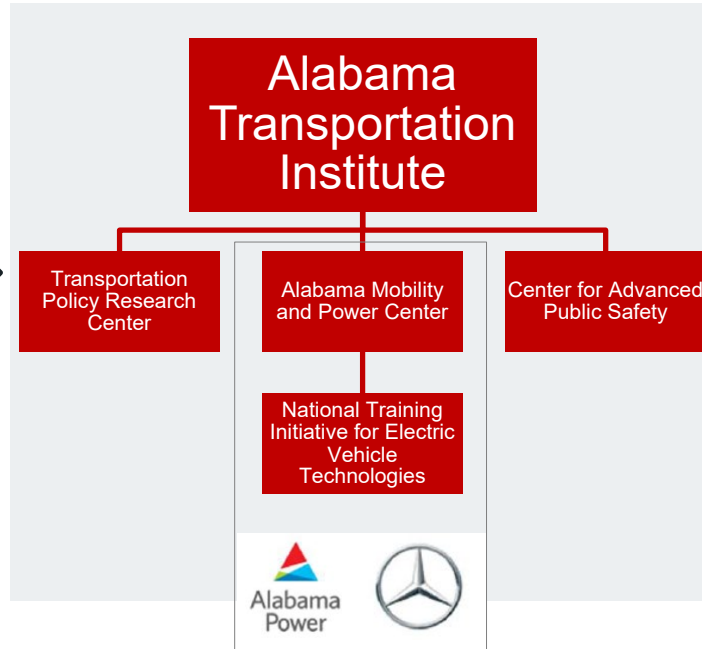 Alabama
Transportation
Institute
Transportation
Policy Research
Center
Alabama Mobility
and Power Center
Center for Advanced
Public Safety
National Training
Initiative for Electric
Vehicle
Technologies
Alabama
Power